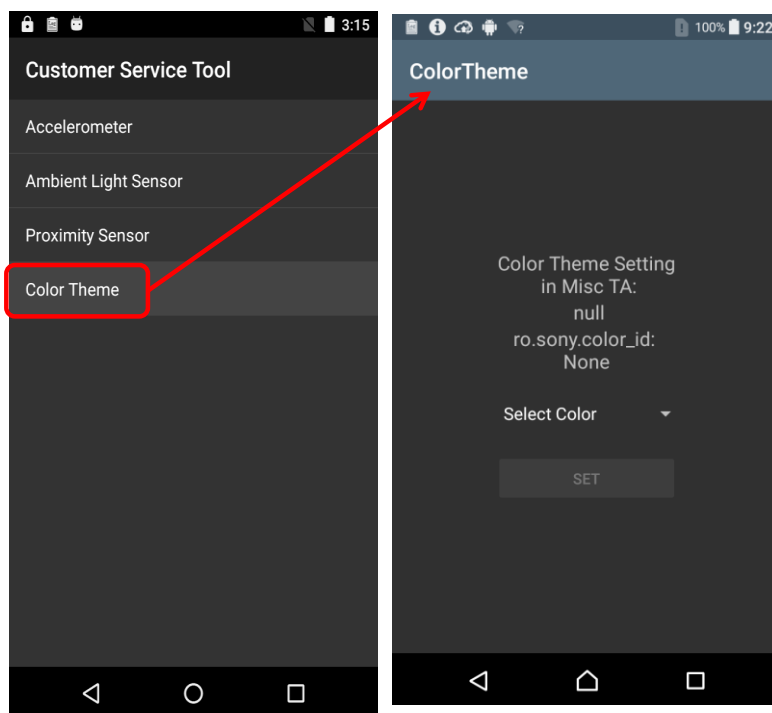 3:15
Customer Service Tool
Accelerometer
Ambient Light Sensor
Proximity Sensor
Color Theme
100% 9:22
ColorTheme
Color Theme Setting
in Misc TA:
null
ro.sony.color_id:
None
Select Color
SET